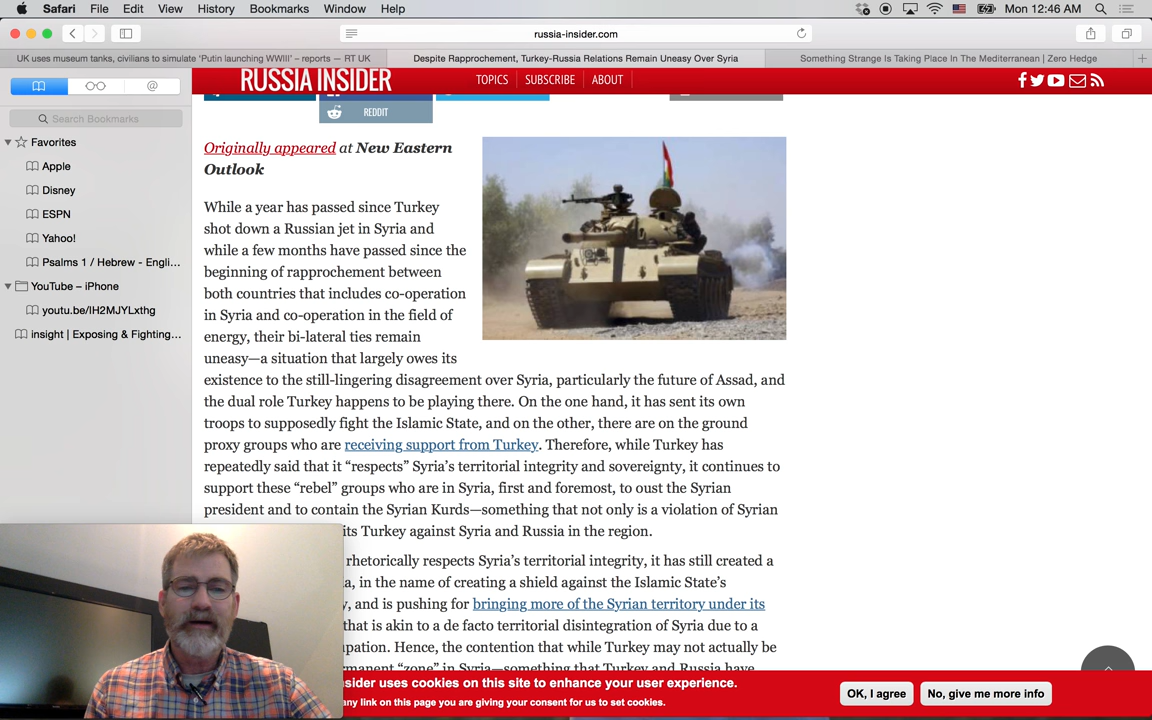 Safari File Edit View History Bookmarks Window Help
Mon 12:46 AM
russia-insider.com
UK uses museum tanks, civilians to simulate 'Putin launching WWIII' – reports — RT UK
Despite Rapprochement, Turkey-Russia Relations Remain Uneasy Over Syria
Something Strange Is Taking Place In The Mediterranean | Zero Hedge
@
Search Bookmarks
Favorites
Apple
Disney
ESPN
Yahoo!
Psalms 1 / Hebrew - Engli...
YouTube – iPhone
youtu.be/lH2MJYLxthg
insight | Exposing & Fighting...
RUSSIA INSIDER
TOPICS
SUBSCRIBE
ABOUT
REDDIT
Originally appeared at New Eastern
Outlook
While a year has passed since Turkey
shot down a Russian jet in Syria and
while a few months have passed since the
beginning of rapprochement between
both countries that includes co-operation
in Syria and co-operation in the field of
energy, their bi-lateral ties remain
uneasy—a situation that largely owes its
existence to the still-lingering disagreement over Syria, particularly the future of Assad, and
the dual role Turkey happens to be playing there. On the one hand, it has sent its own
troops to supposedly fight the Islamic State, and on the other, there are on the ground
proxy groups who are receiving support from Turkey. Therefore, while Turkey has
repeatedly said that it “respects” Syria’s territorial integrity and sovereignty, it continues to
support these “rebel” groups who are in Syria, first and foremost, to oust the Syrian
president and to contain the Syrian Kurds—something that not only is a violation of Syrian
its Turkey against Syria and Russia in the region.
rhetorically respects Syria’s territorial integrity, it has still created a
a, in the name of creating a shield against the Islamic State’s
y, and is pushing for bringing more of the Syrian territory under its
that is akin to a de facto territorial disintegration of Syria due to a
upation. Hence, the contention that while Turkey may not actually be
rmanent “zone” in Syria—something that Turkey and Russia have
sider uses cookies on this site to enhance your user experience.
any link on this page you are giving your consent for us to set cookies.
OK, I agree
No, give me more info